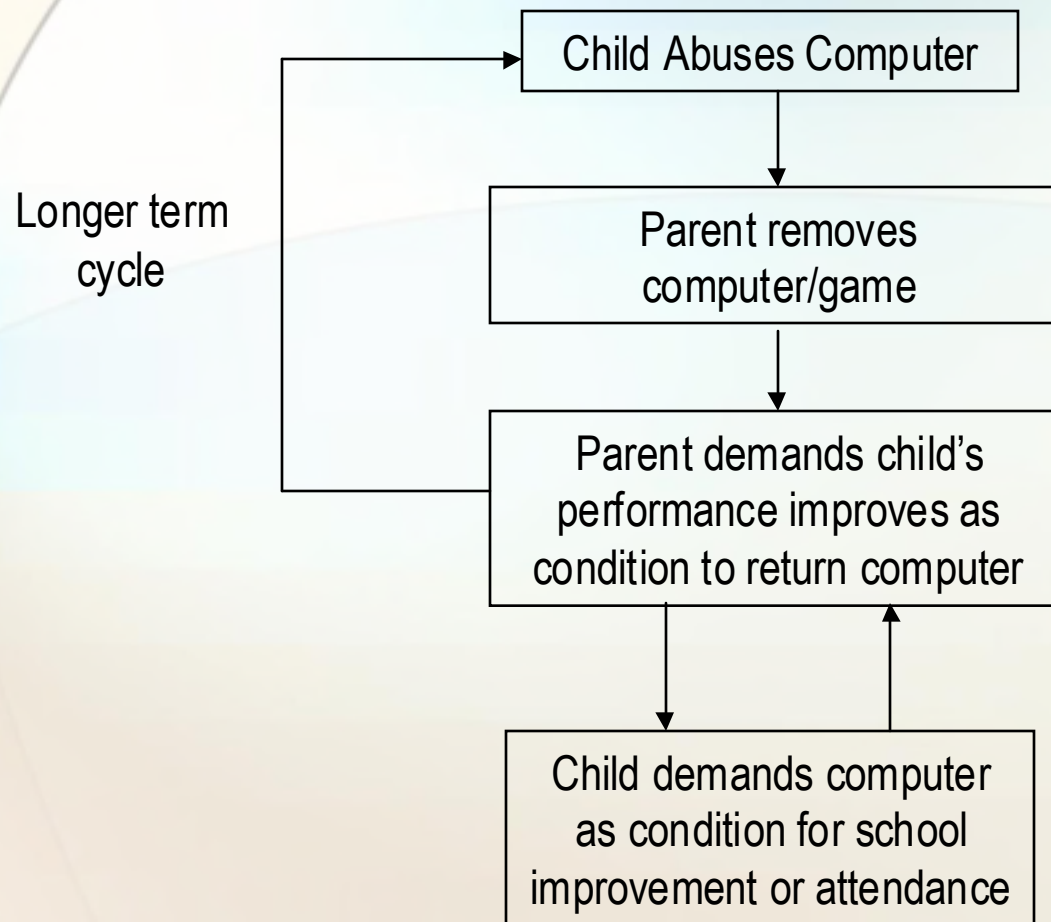 Child Abuses Computer
Longer term
cycle
Parent removes
computer/game
Parent demands child’s
performance improves as
condition to return computer
Child demands computer
as condition for school
improvement or attendance